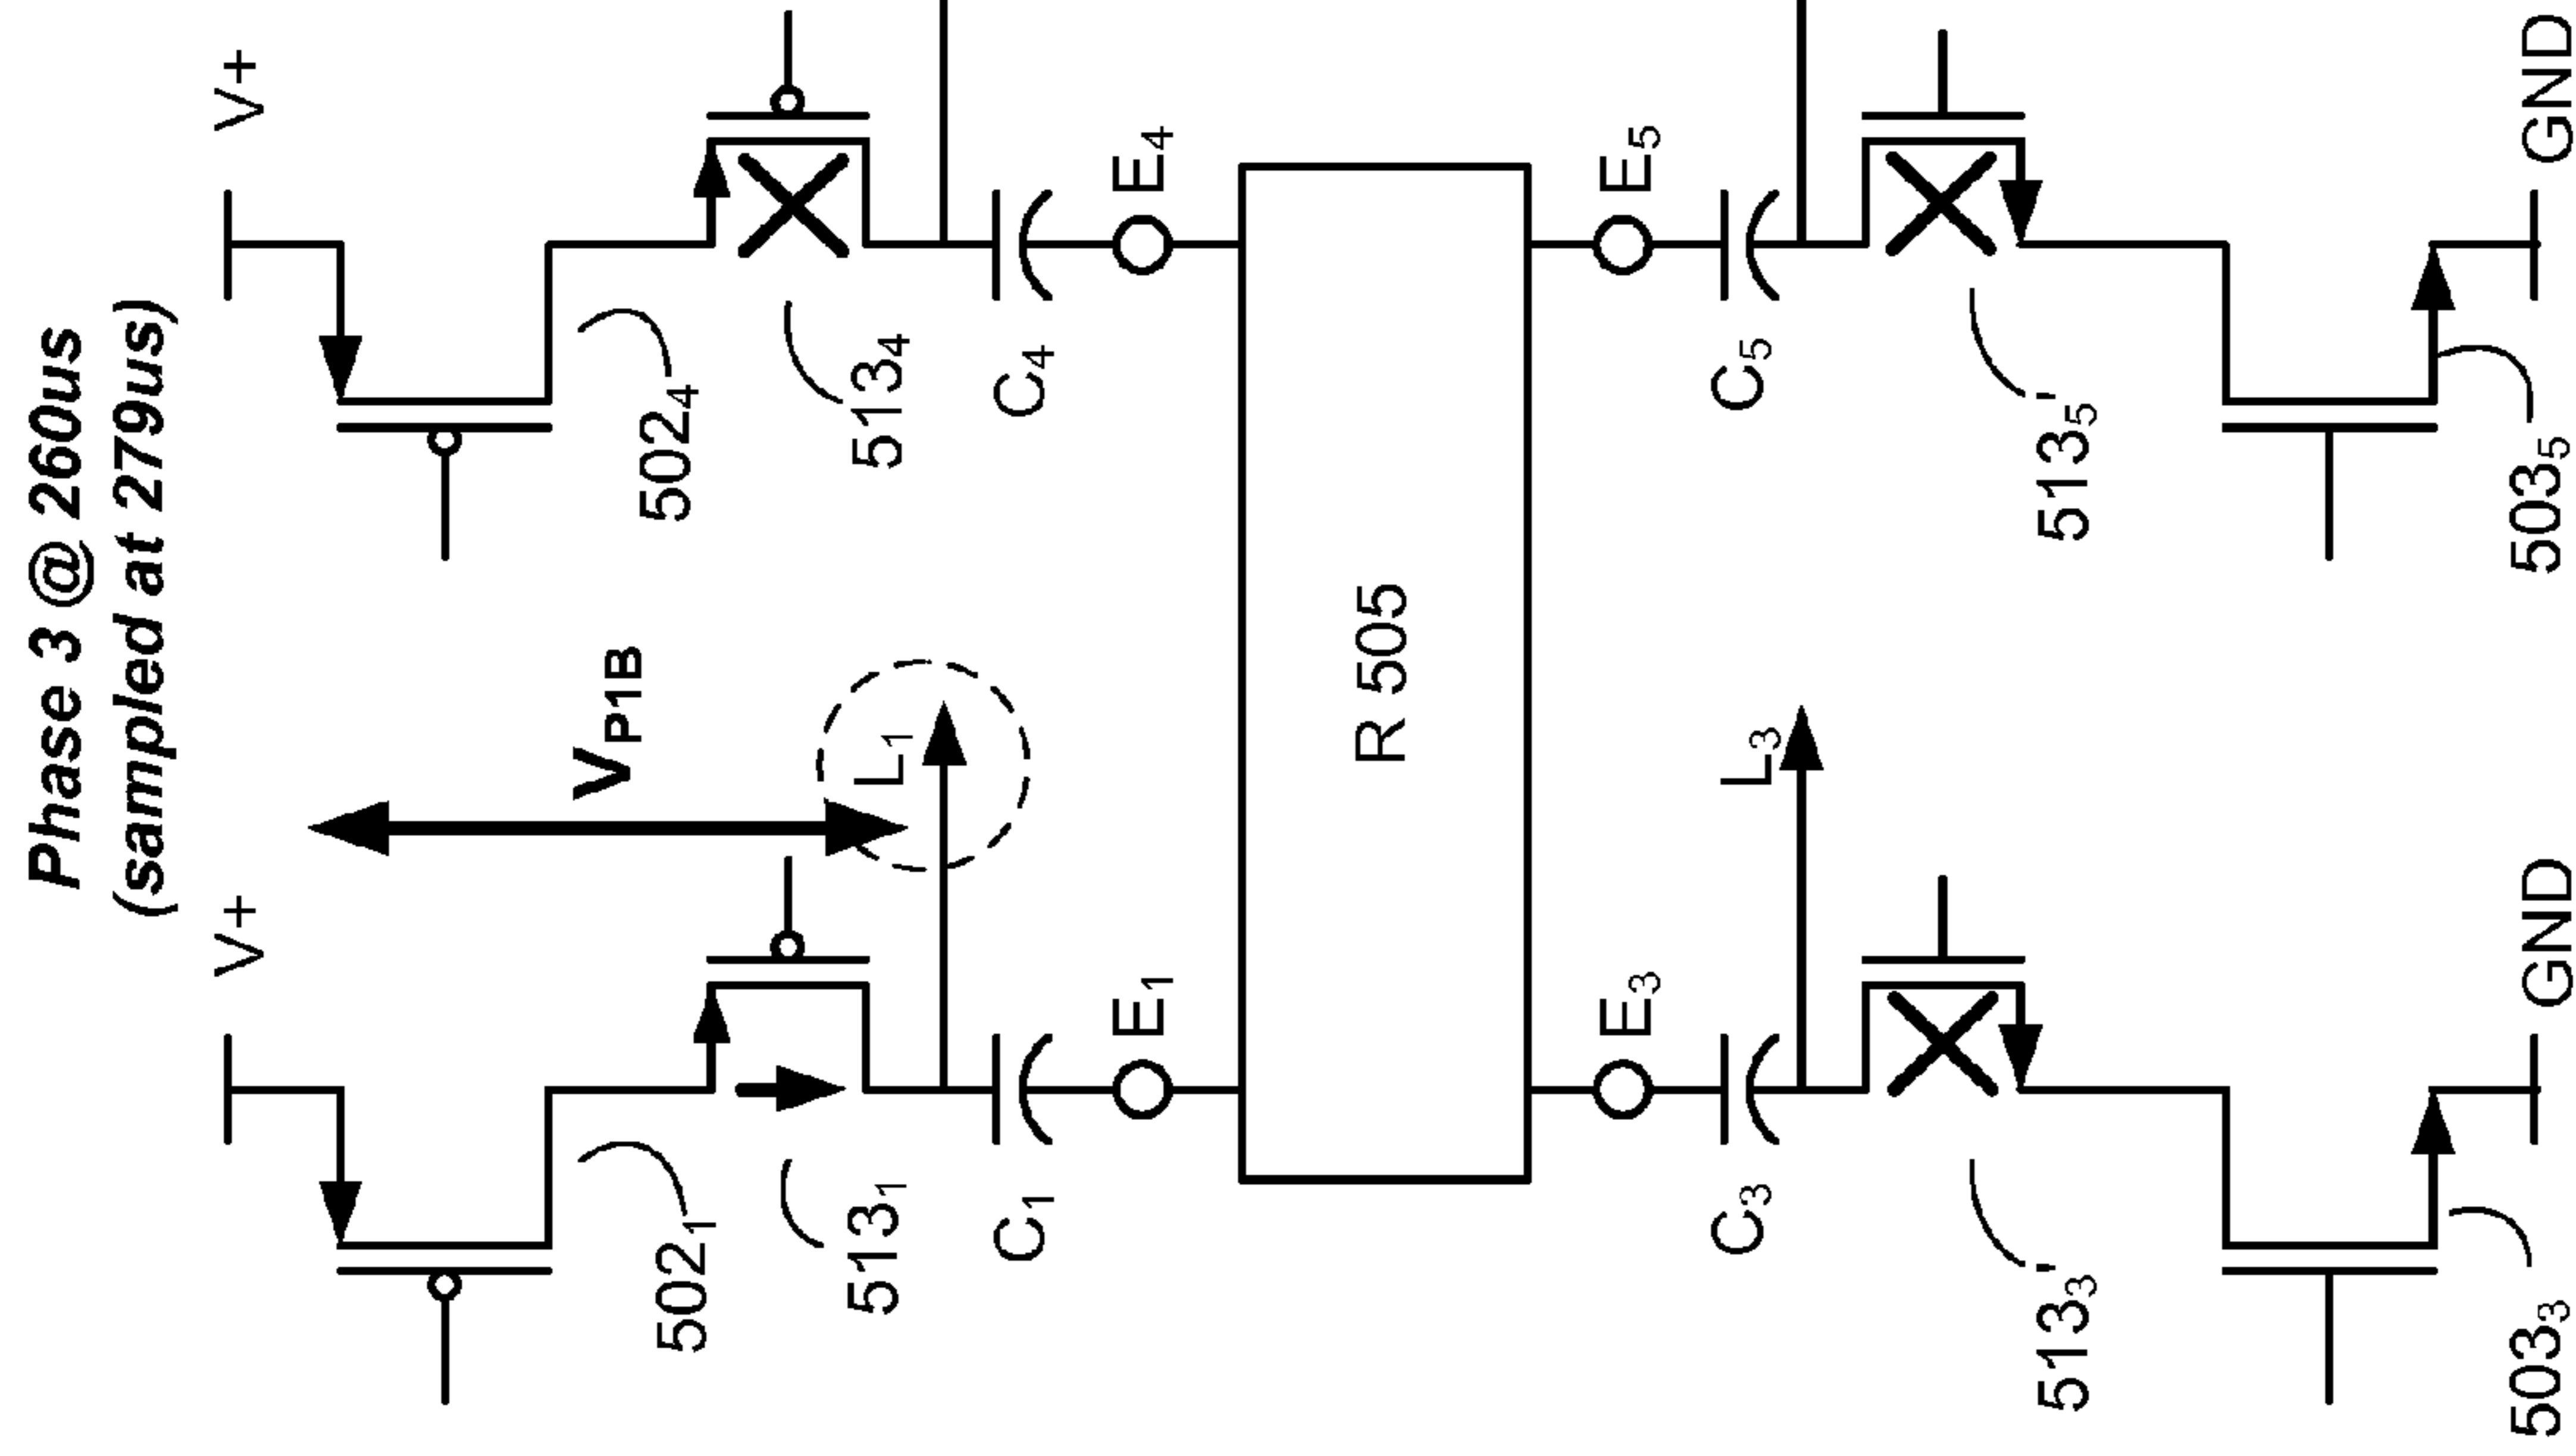 Phase 3 @ 260us
(sampled at 279us)
V+
V+
V_P1B
502₁
502₄
513₁
513₄
L₁
C₁
C₄
E₁
E₄
R 505
E₃
E₅
C₃
C₅
L₃
513₃'
513₅'
503₃
503₅
GND
GND